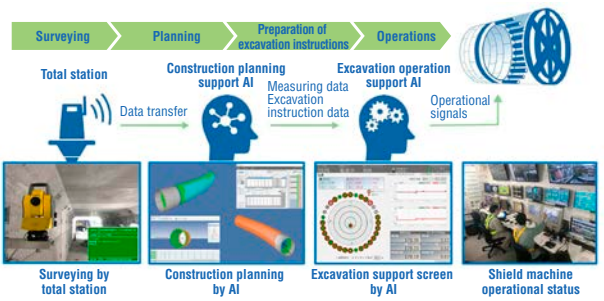 Surveying
Planning
Preparation of
excavation instructions
Operations
Total station
Construction planning
support AI
Excavation operation
support AI
Data transfer
Measuring data
Excavation
instruction data
Operational
signals
Surveying by
total station
Construction planning
by AI
Excavation support screen
by AI
Shield machine
operational status